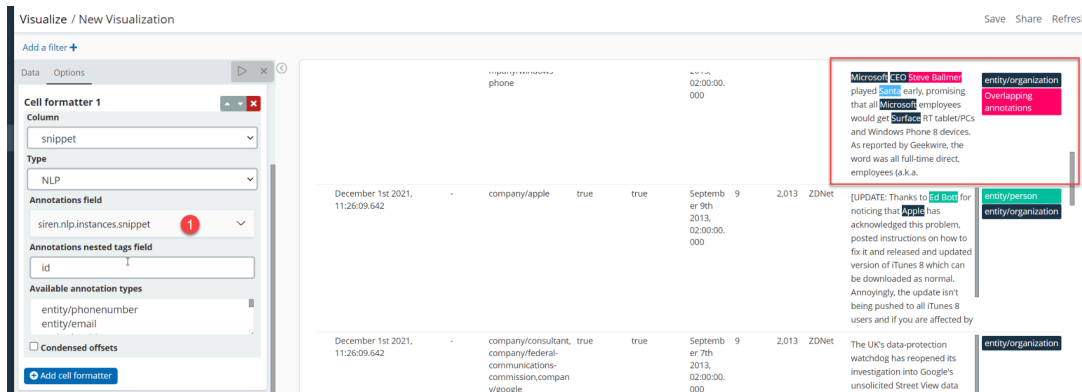 Visualize / New Visualization
Save Share Refresh
Add a filter +
Data Options
Cell formatter 1
Column
snippet
Type
NLP
Annotations field
siren.nlp.instances.snippet
1
Annotations nested tags field
id
Available annotation types
entity/phonenumber
entity/email
Condensed offsets
Add cell formatter
phone
2013,
02:00:00.
000
Microsoft CEO Steve Ballmer
played Santa early, promising
that all Microsoft employees
would get Surface RT tablet/PCs
and Windows Phone 8 devices.
As reported by Geekwire, the
word was all full-time direct,
employees (a.k.a.
entity/organization
Overlapping
annotations
December 1st 2021,
11:26:09.642
-
company/apple
true
true
Septemb
er 9th
2013,
02:00:00.
000
9
2,013
ZDNet
[UPDATE: Thanks to Ed Bott for
noticing that Apple has
acknowledged this problem,
posted instructions on how to
fix it and released and updated
version of iTunes 8 which can
be downloaded as normal.
Annoyingly, the update isn't
being pushed to all iTunes 8
users and if you are affected by
entity/person
entity/organization
December 1st 2021,
11:26:09.642
-
company/consultant,
company/federal-
communications-
commission,compan
y/google
true
true
Septemb
er 7th
2013,
02:00:00.
000
9
2,013
ZDNet
The UK's data-protection
watchdog has reopened its
investigation into Google's
unsolicited Street View data
entity/organization